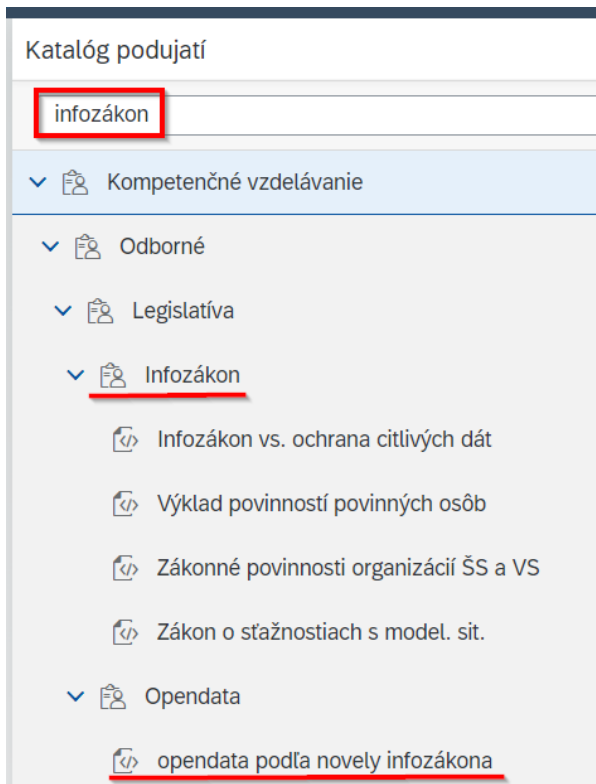 Katalóg podujatí
infozákon
Kompetenčné vzdelávanie
Odborné
Legislatíva
Infozákon
Infozákon vs. ochrana citlivých dát
Výklad povinností povinných osôb
Zákonné povinnosti organizácií ŠS a VS
Zákon o sťažnostiach s model. sit.
Opendata
opendata podľa novely infozákona